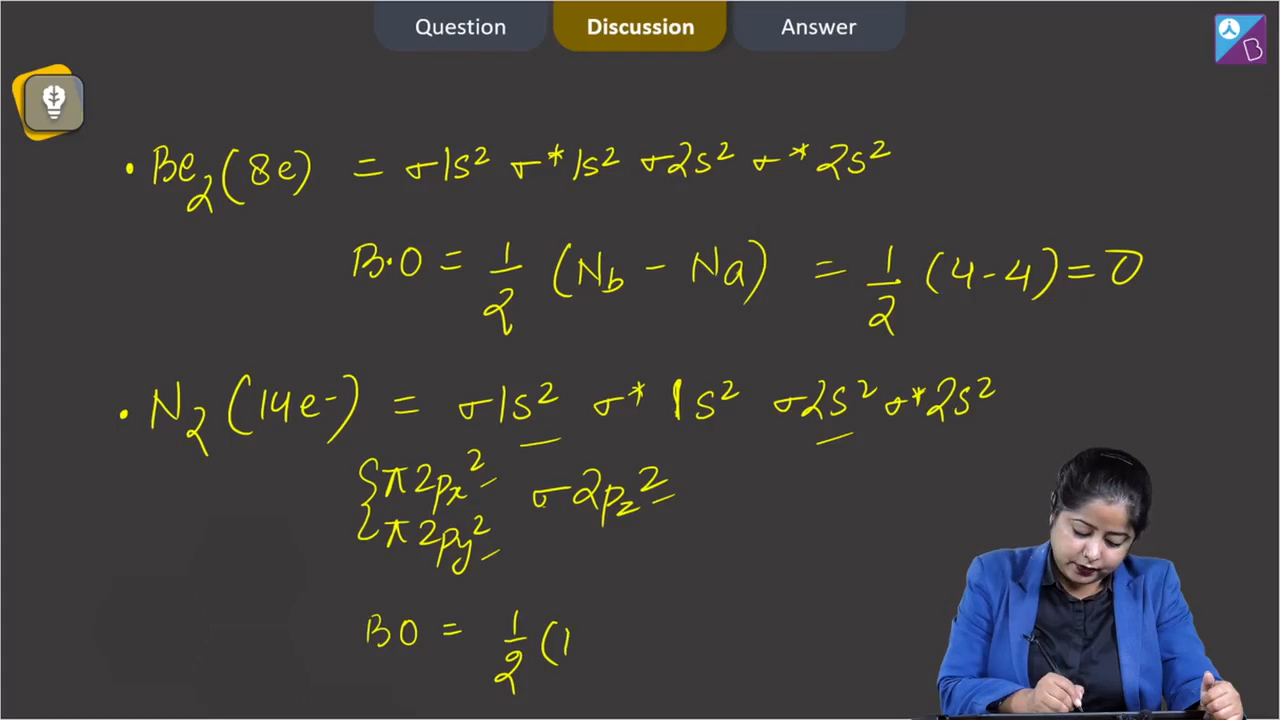 Question Discussion Answer
B
• Be₂(8e) = σ1s² σ*1s² σ2s² σ*2s²
B·O = 1/2 (Nb - Na) = 1/2 (4-4) = 0
• N₂(14e-) = σ1s² σ* 1s² σ2s² σ*2s²
{π2px² σ2pz²
π2py²
BO = 1/2 (1